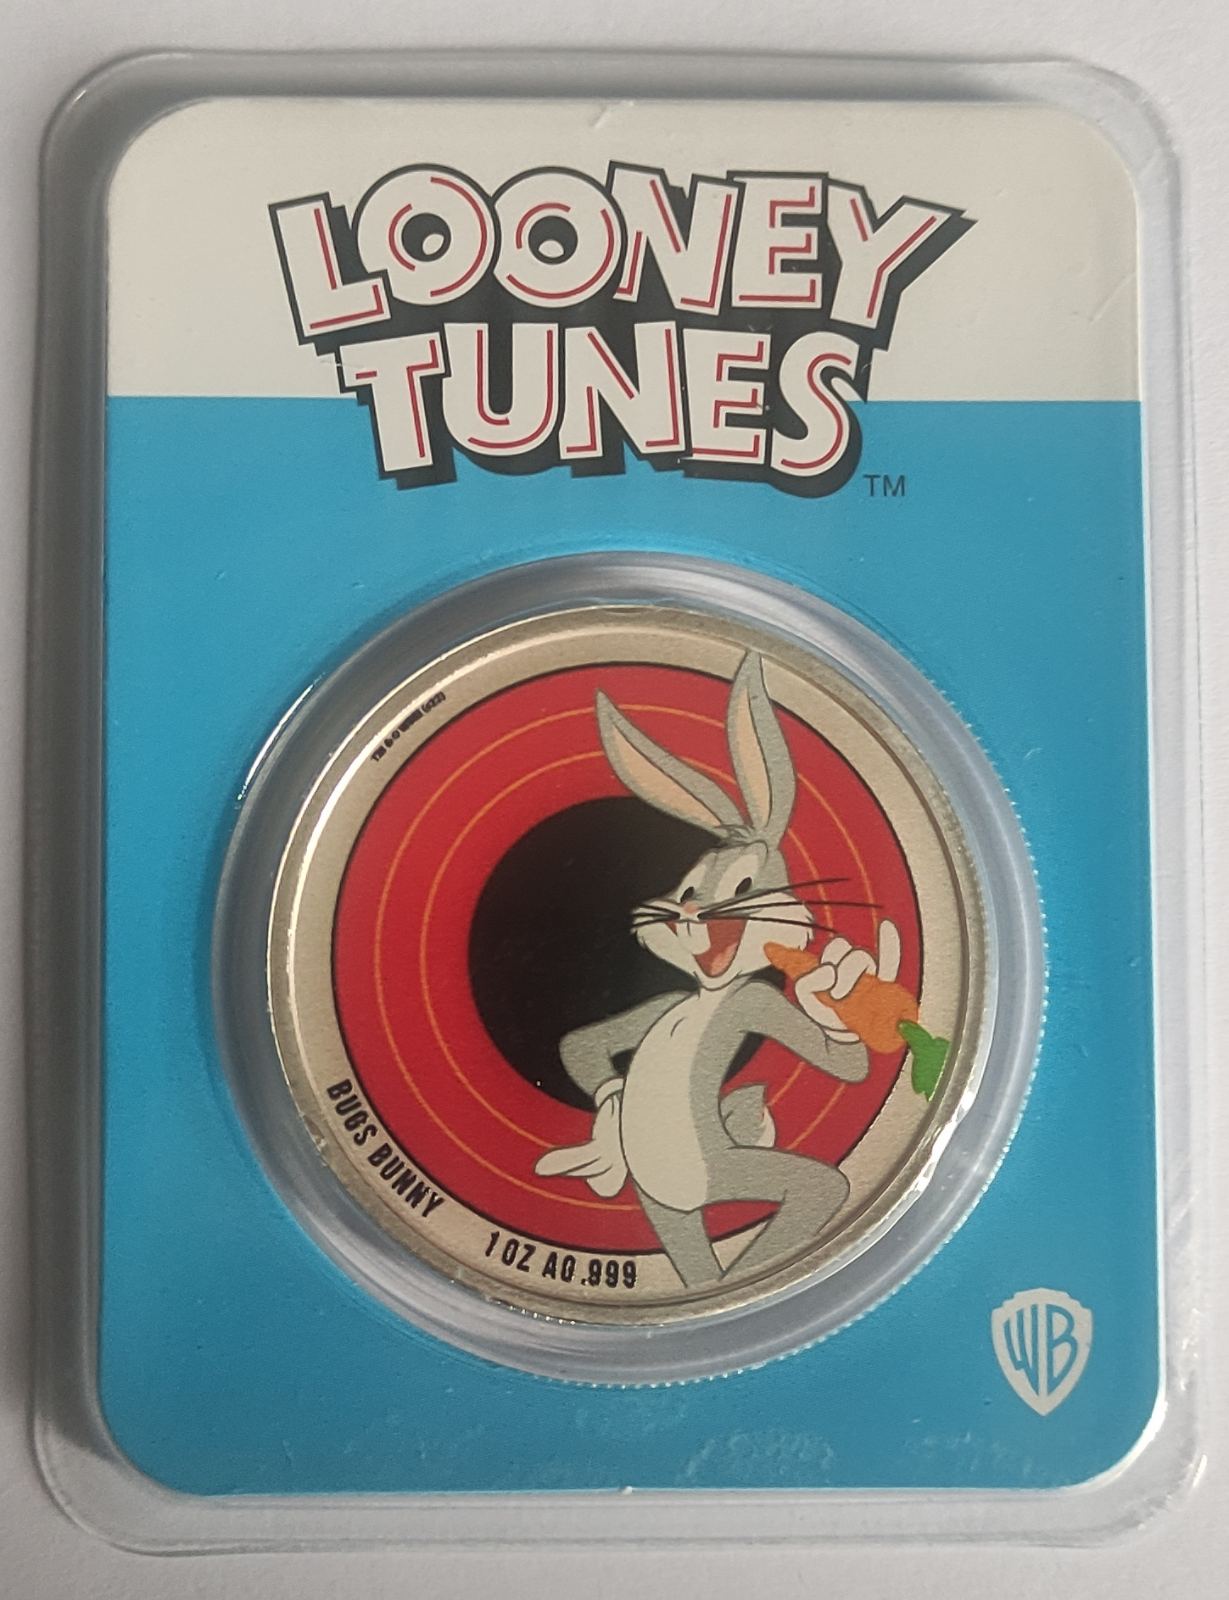 LOONEY
TUNES
TM
BUGS BUNNY
1 OZ AG .999
WB